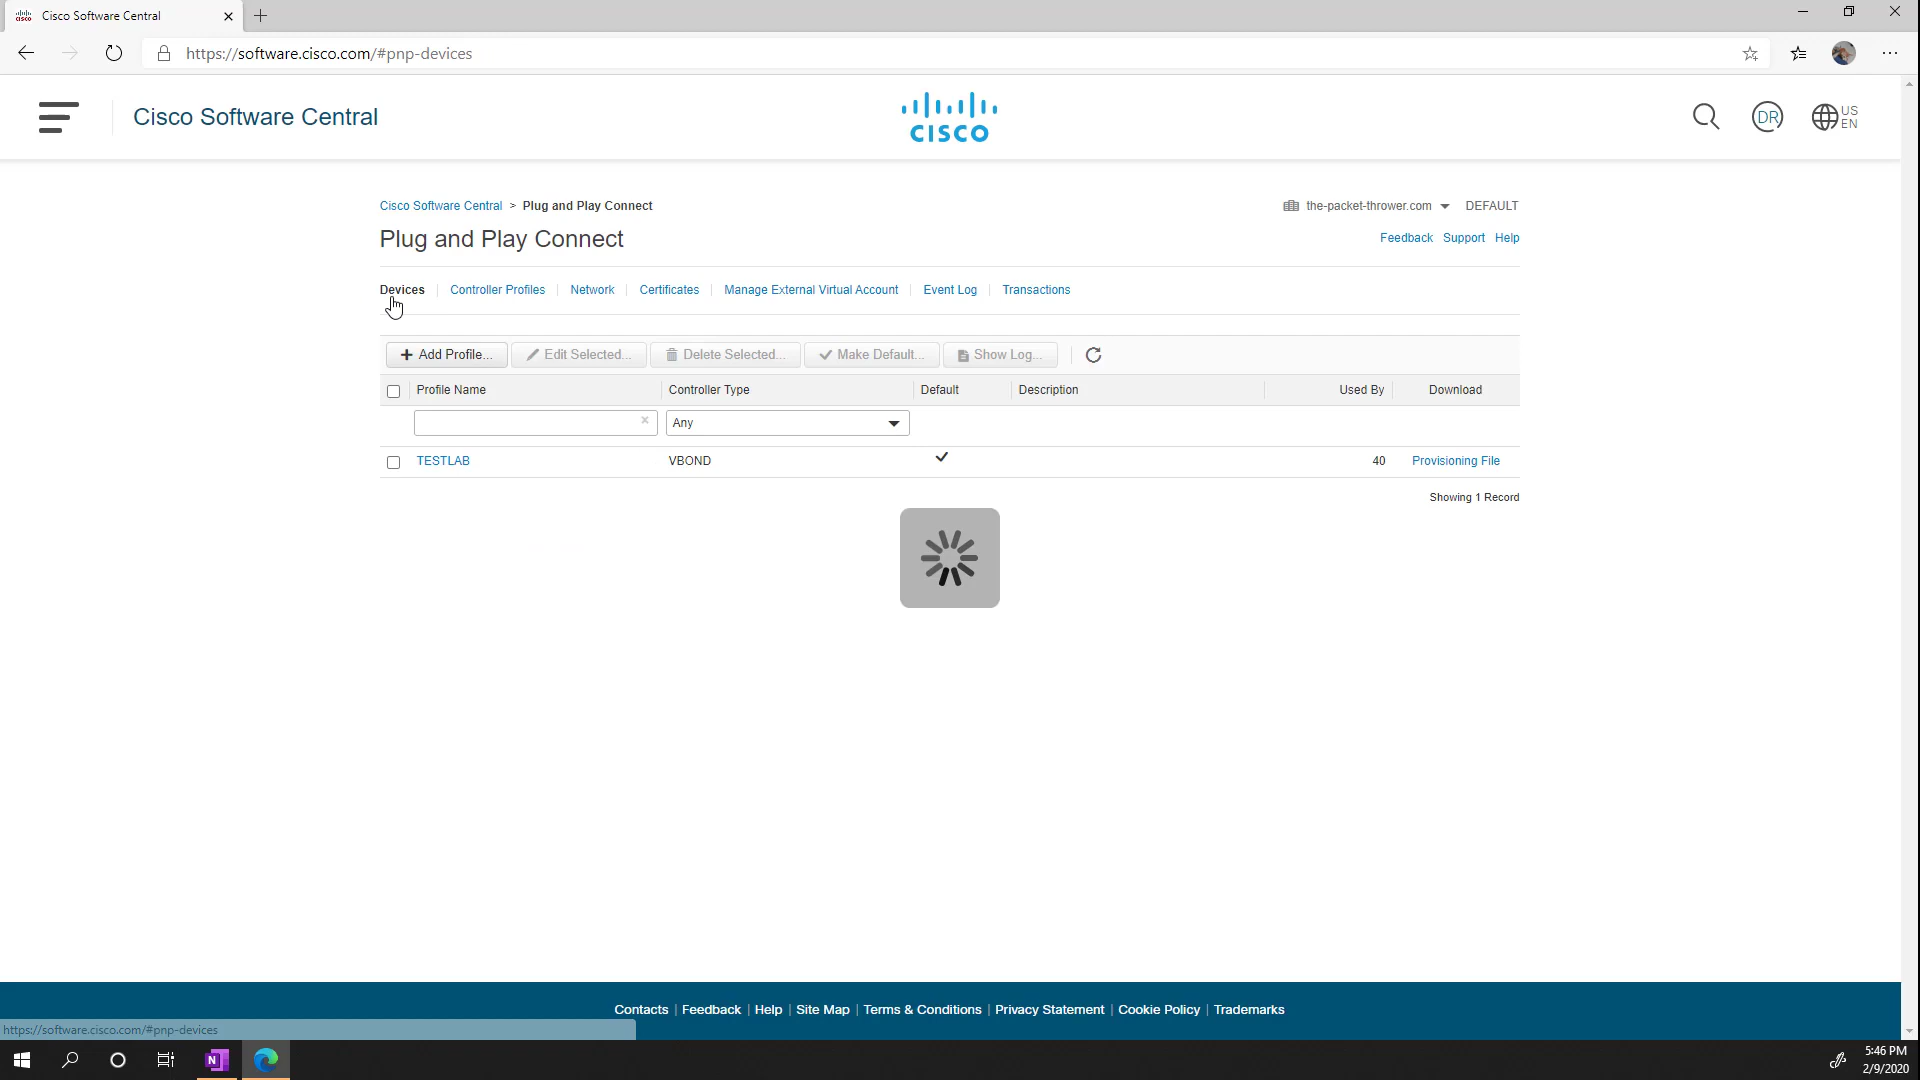 Cisco Software Central
https://software.cisco.com/#pnp-devices
Cisco Software Central
CISCO
DR
US
EN
Cisco Software Central > Plug and Play Connect
the-packet-thrower.com DEFAULT
Plug and Play Connect
Feedback Support Help
Devices | Controller Profiles | Network | Certificates | Manage External Virtual Account | Event Log | Transactions
+ Add Profile... Edit Selected... Delete Selected... Make Default... Show Log...
Profile Name Controller Type Default Description Used By Download
× Any
TESTLAB VBOND 40 Provisioning File
Showing 1 Record
Contacts | Feedback | Help | Site Map | Terms & Conditions | Privacy Statement | Cookie Policy | Trademarks
https://software.cisco.com/#pnp-devices
N
5:46 PM
2/9/2020